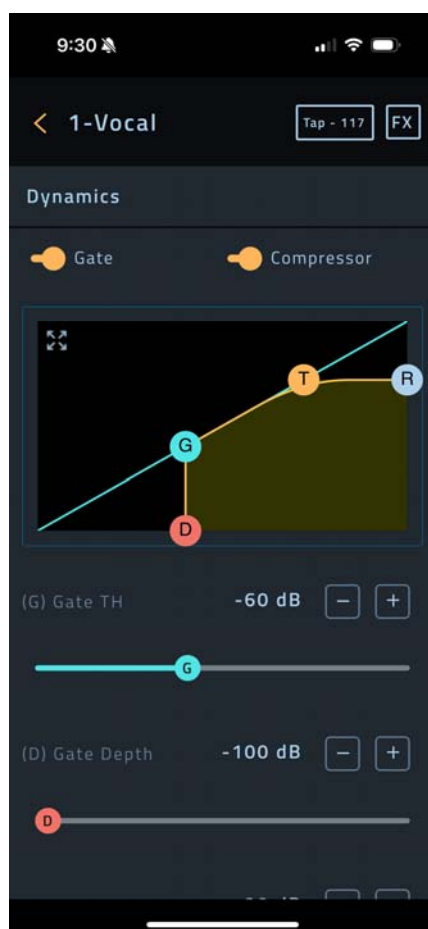 9:30
1-Vocal
Tap - 117
FX
Dynamics
Gate
Compressor
T
R
G
D
(G) Gate TH
-60 dB
G
(D) Gate Depth
-100 dB
D